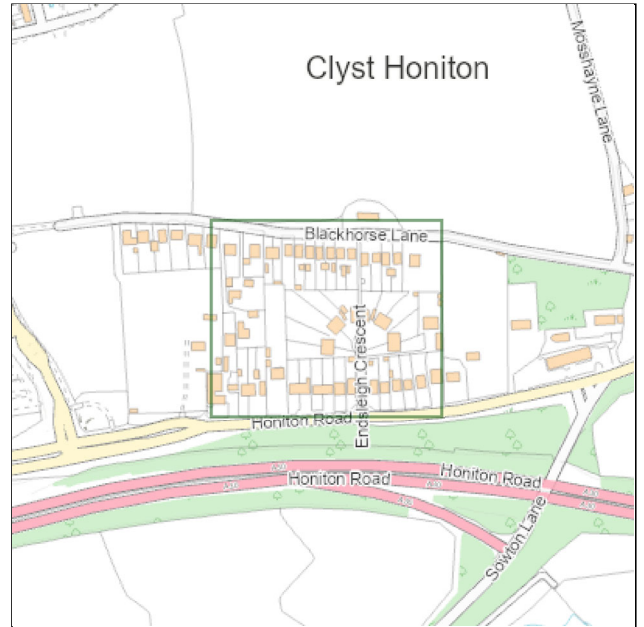 Clyst Honiton
Mosshayne Lane
Blackhorse Lane
Endsleigh Crescent
Honiton Road
Honiton Road
Honiton Road
Sowton Lane